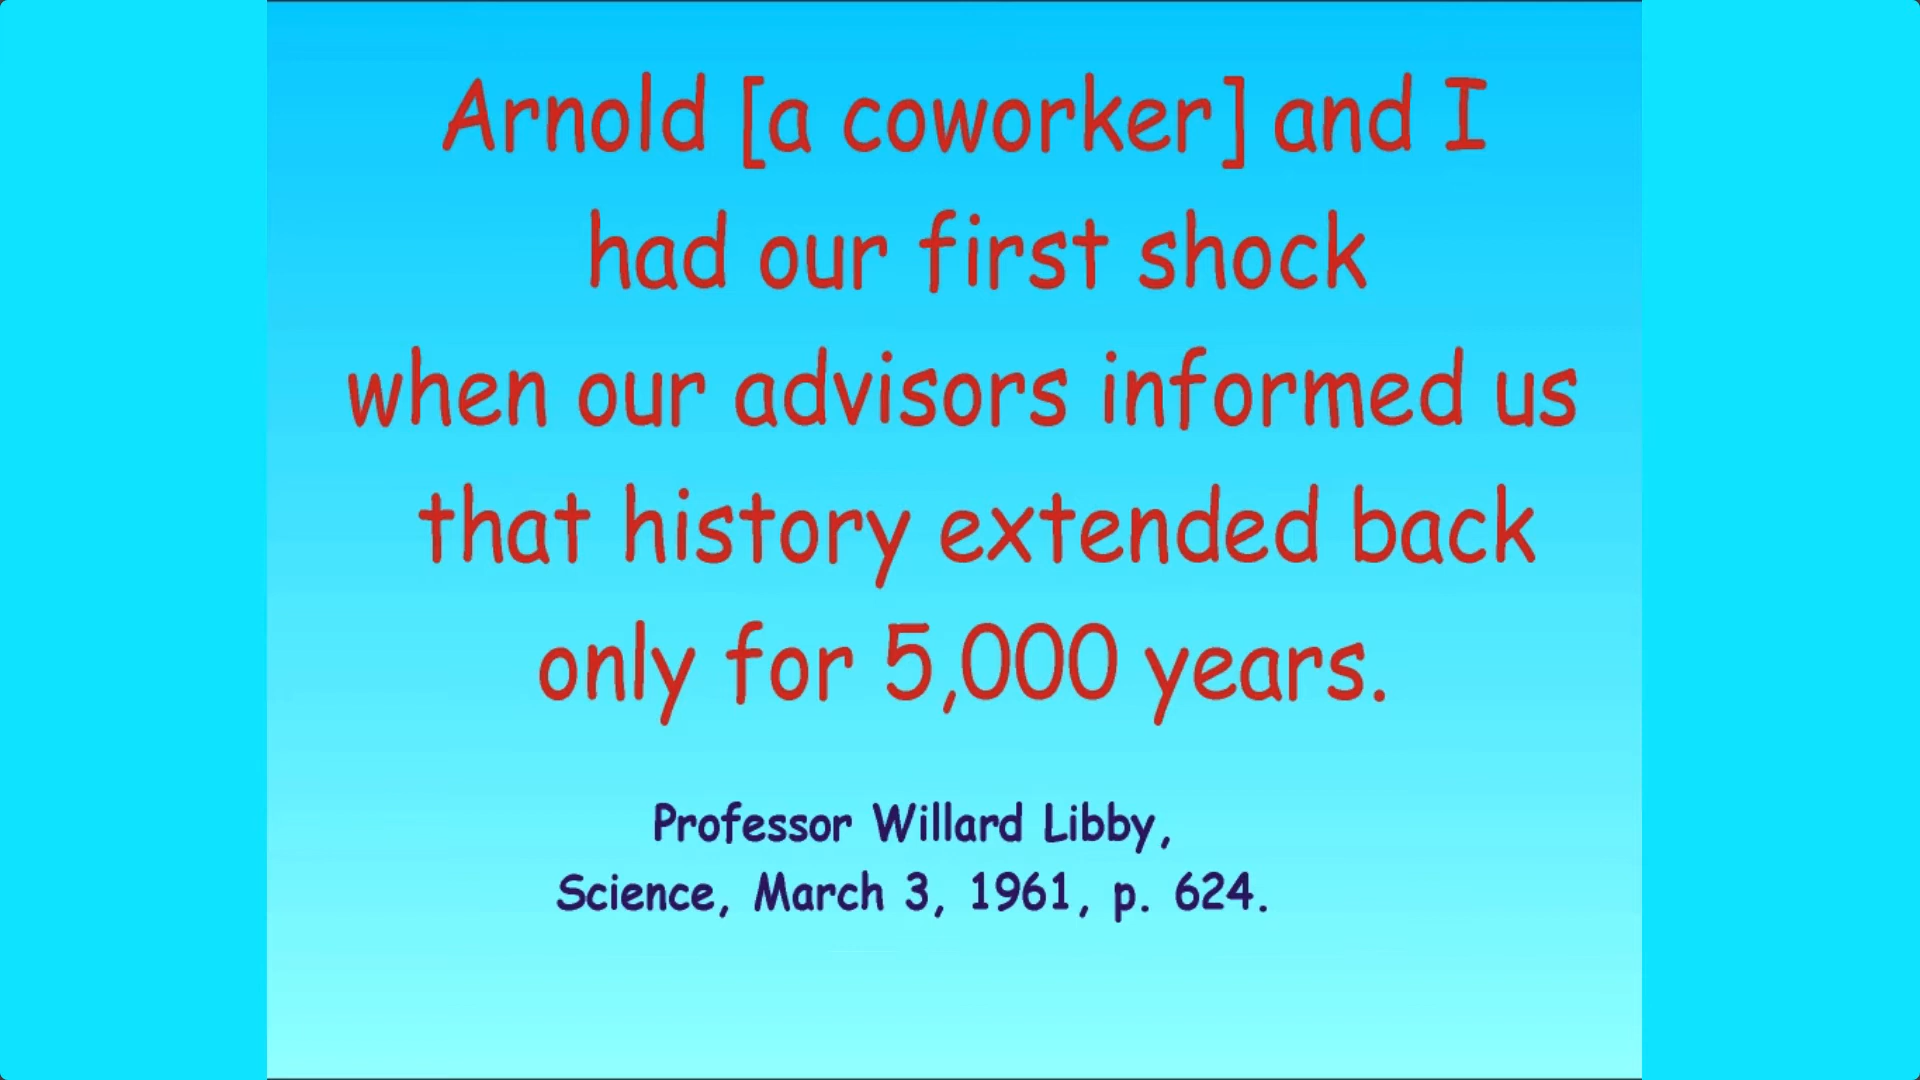 Arnold [a coworker] and I
had our first shock
when our advisors informed us
that history extended back
only for 5,000 years.
Professor Willard Libby,
Science, March 3, 1961, p. 624.